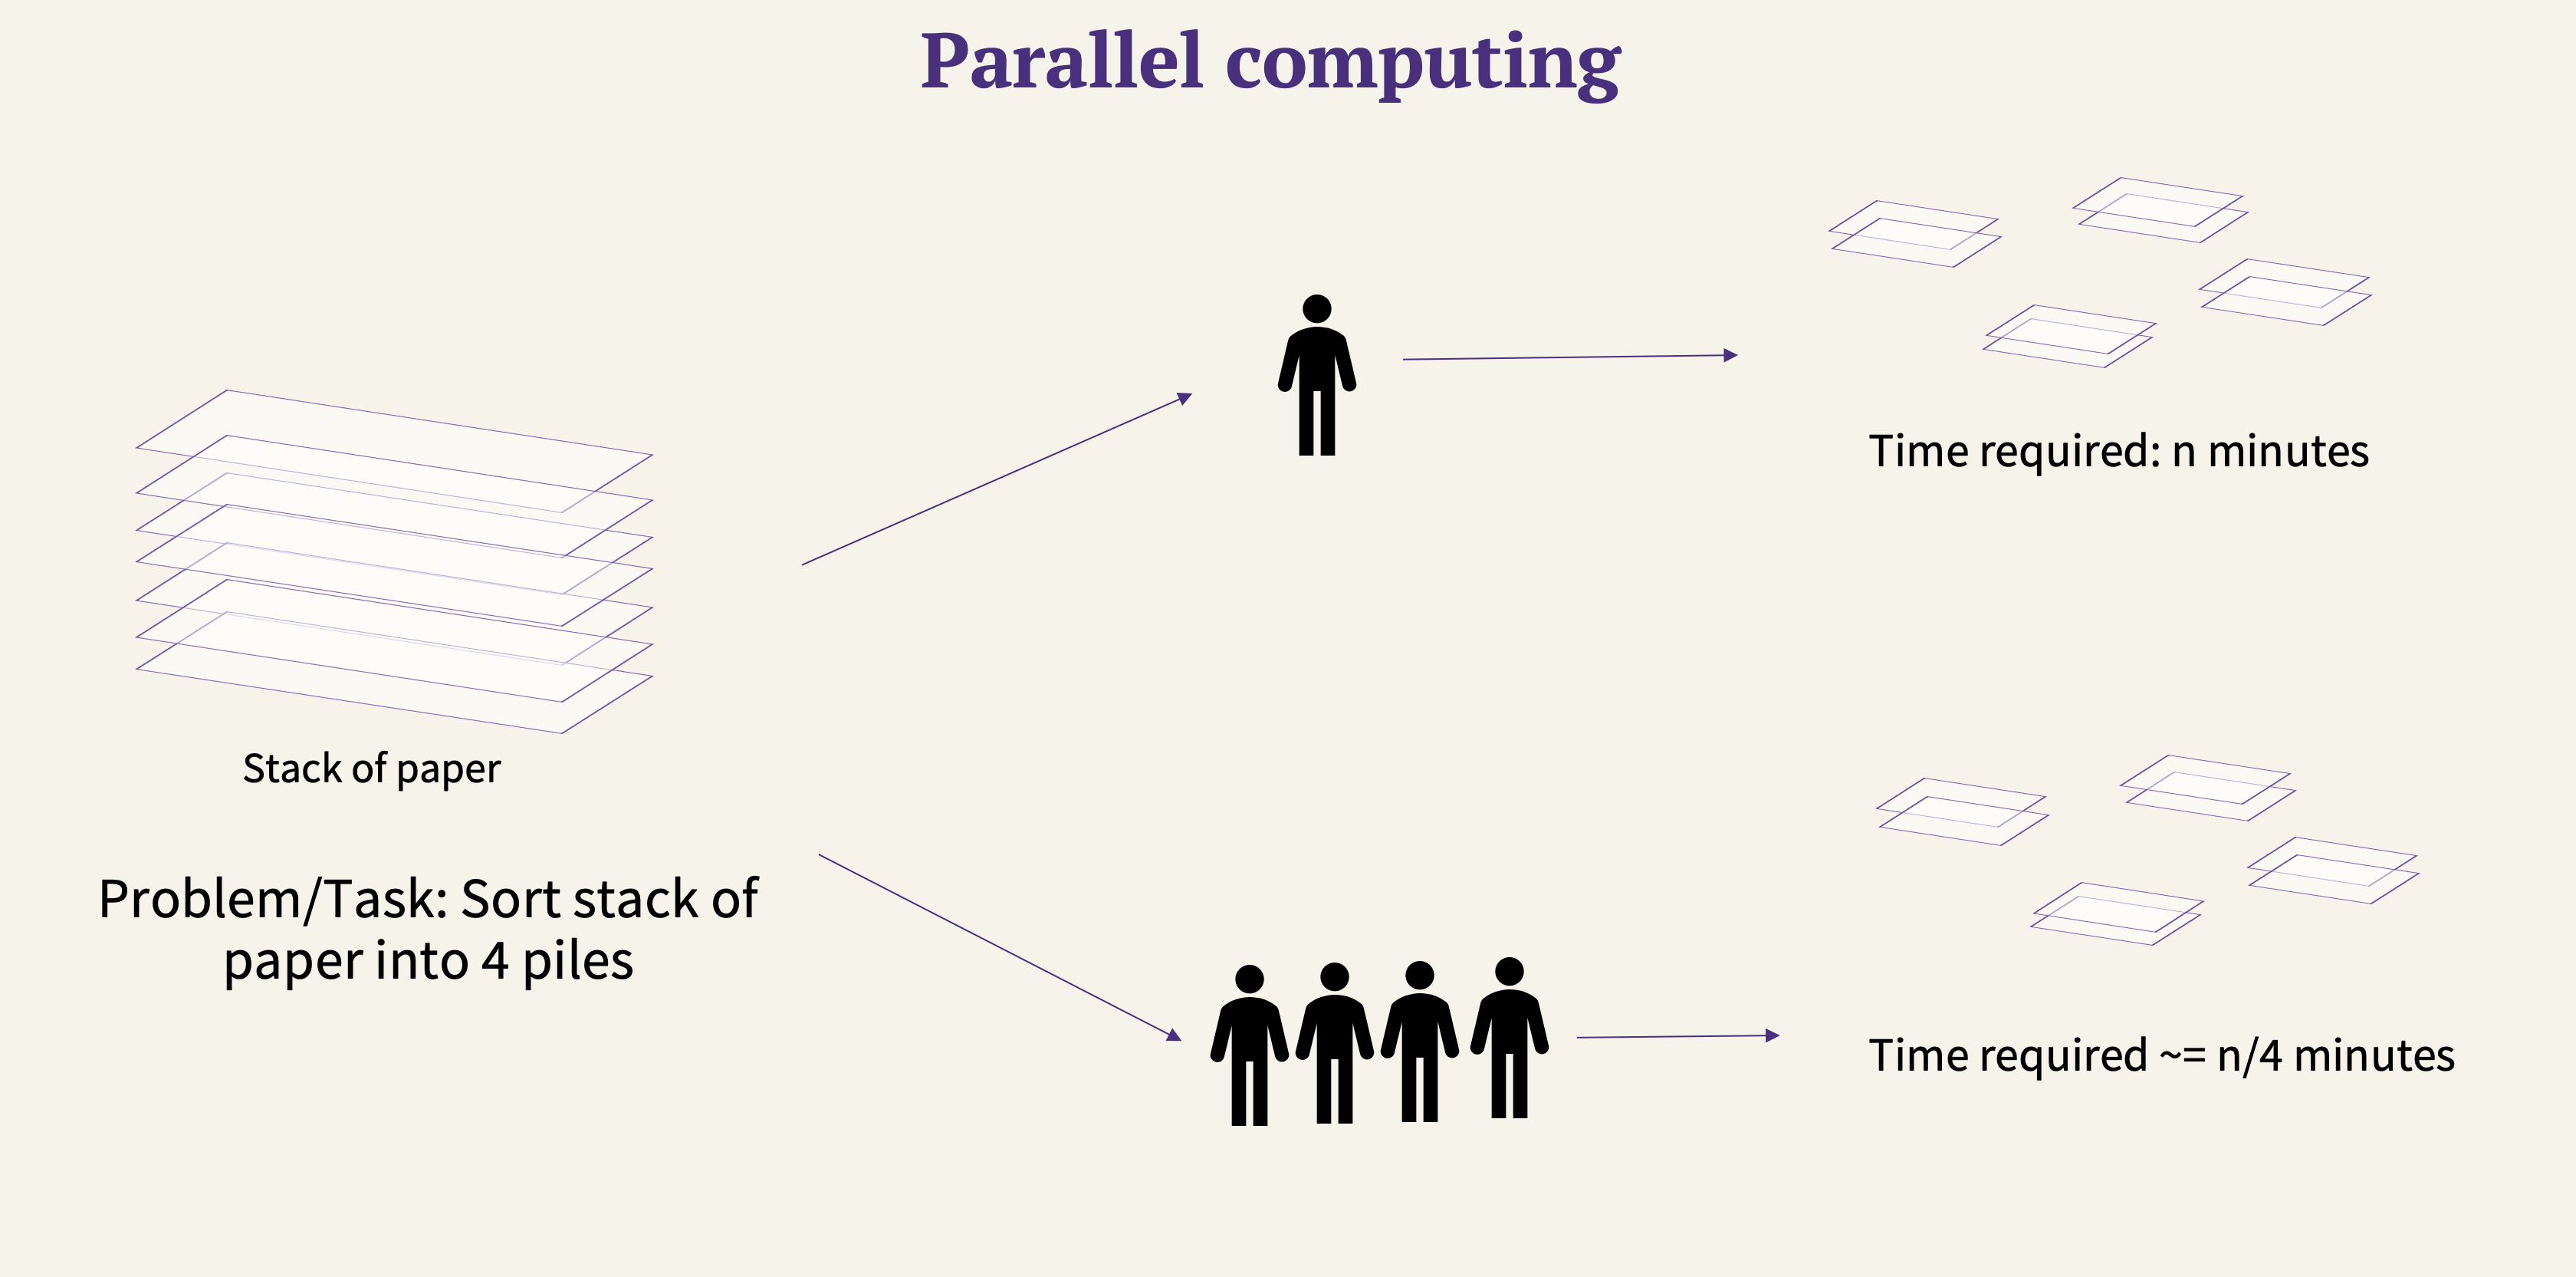 Parallel computing
Time required: n minutes
Stack of paper
Problem/Task: Sort stack of
paper into 4 piles
Time required ~= n/4 minutes